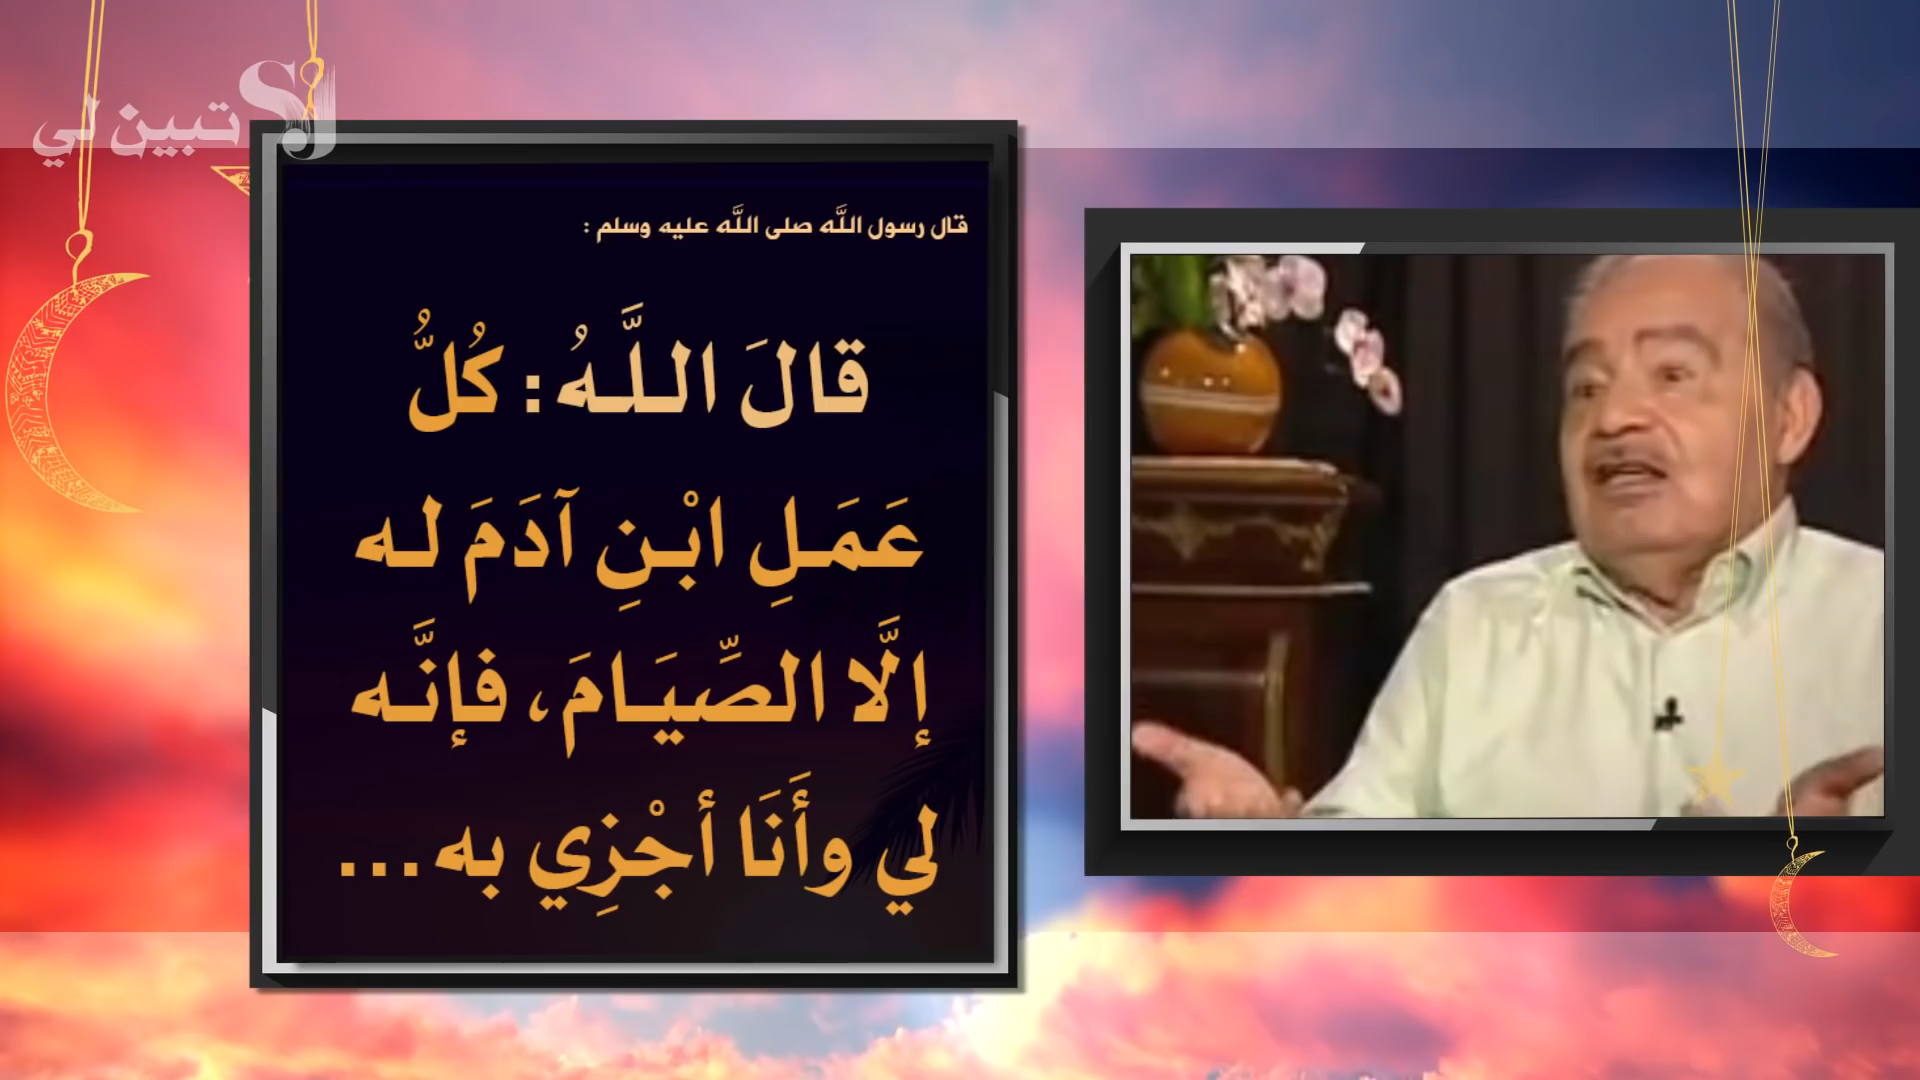 تبين لي
قال رسول اللَّه صلى اللَّه عليه وسلم :
قالَ اللَّهُ: كُلُّ
عَمَلِ ابْنِ آدَمَ له
إلَّا الصِّيَامَ، فإنَّه
لي وأَنَا أجْزِي به...